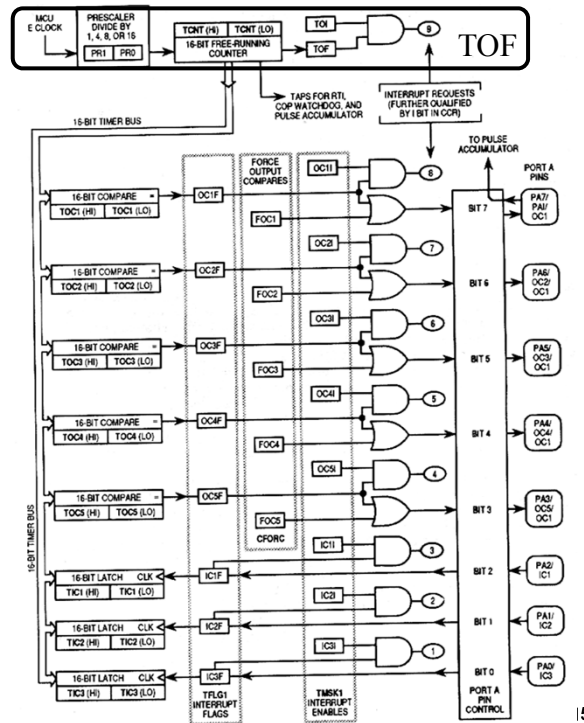 MCU
E CLOCK
PRESCALER
DIVIDE BY
1, 4, 8, OR 16
PR1 PR0
TCNT (Hi) TCNT (LO)
16-BIT FREE-RUNNING
COUNTER
TOI
TOF
9
TOF
TAPS FOR RTI,
COP WATCHDOG, AND
PULSE ACCUMULATOR
INTERRUPT REQUESTS
(FURTHER QUALIFIED
BY I BIT IN CCR)
16-BIT TIMER BUS
TO PULSE
ACCUMULATOR
PORT A
PINS
FORCE
OUTPUT
COMPARES
16-BIT COMPARE =
TOC1 (HI) TOC1 (LO)
OC1F
OC1I
FOC1
8
BIT 7
PA7/
PAI/
OC1
16-BIT COMPARE =
TOC2 (HI) TOC2 (LO)
OC2F
OC2I
FOC2
7
BIT 6
PA6/
OC2/
OC1
16-BIT COMPARE =
TOC3 (HI) TOC3 (LO)
OC3F
OC3I
FOC3
6
BIT 5
PA5/
OC3/
OC1
16-BIT COMPARE =
TOC4 (HI) TOC4 (LO)
OC4F
OC4I
FOC4
5
BIT 4
PA4/
OC4/
OC1
16-BIT COMPARE =
TOC5 (HI) TOC5 (LO)
OC5F
OC5I
FOC5
CFORC
4
BIT 3
PA3/
OC5/
OC1
16-BIT TIMER BUS
16-BIT LATCH CLK
TIC1 (HI) TIC1 (LO)
IC1F
IC1I
3
BIT 2
PA2/
IC1
16-BIT LATCH CLK
TIC2 (HI) TIC2 (LO)
IC2F
IC2I
2
BIT 1
PA1/
IC2
16-BIT LATCH CLK
TIC3 (HI) TIC3 (LO)
IC3F
IC3I
1
BIT 0
PA0/
IC3
TFLG1
INTERRUPT
FLAGS
TMSK1
INTERRUPT
ENABLES
PORT A
PIN
CONTROL